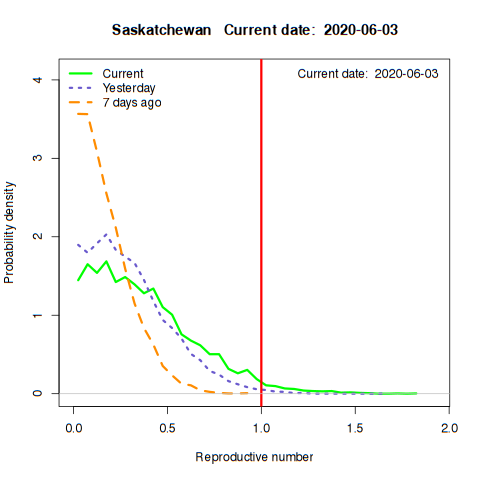 Saskatchewan   Current date:  2020-06-03
Current
Yesterday
7 days ago
Current date:  2020-06-03
Probability density
4
3
2
1
0
0.0 0.5 1.0 1.5 2.0
Reproductive number